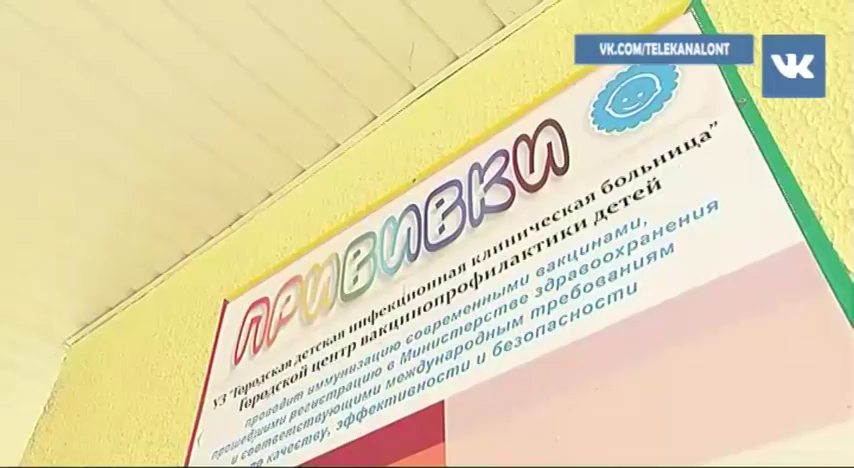 VK.COM/TELEKANALONT
ПРИВИВКИ
УЗ "Городская детская инфекционная клиническая больница"
Городской центр вакцинопрофилактики детей
проводит иммунизацию современными вакцинами,
прошедшими регистрацию в Министерстве здравоохранения
и соответствующими международным требованиям
по качеству, эффективности и безопасности